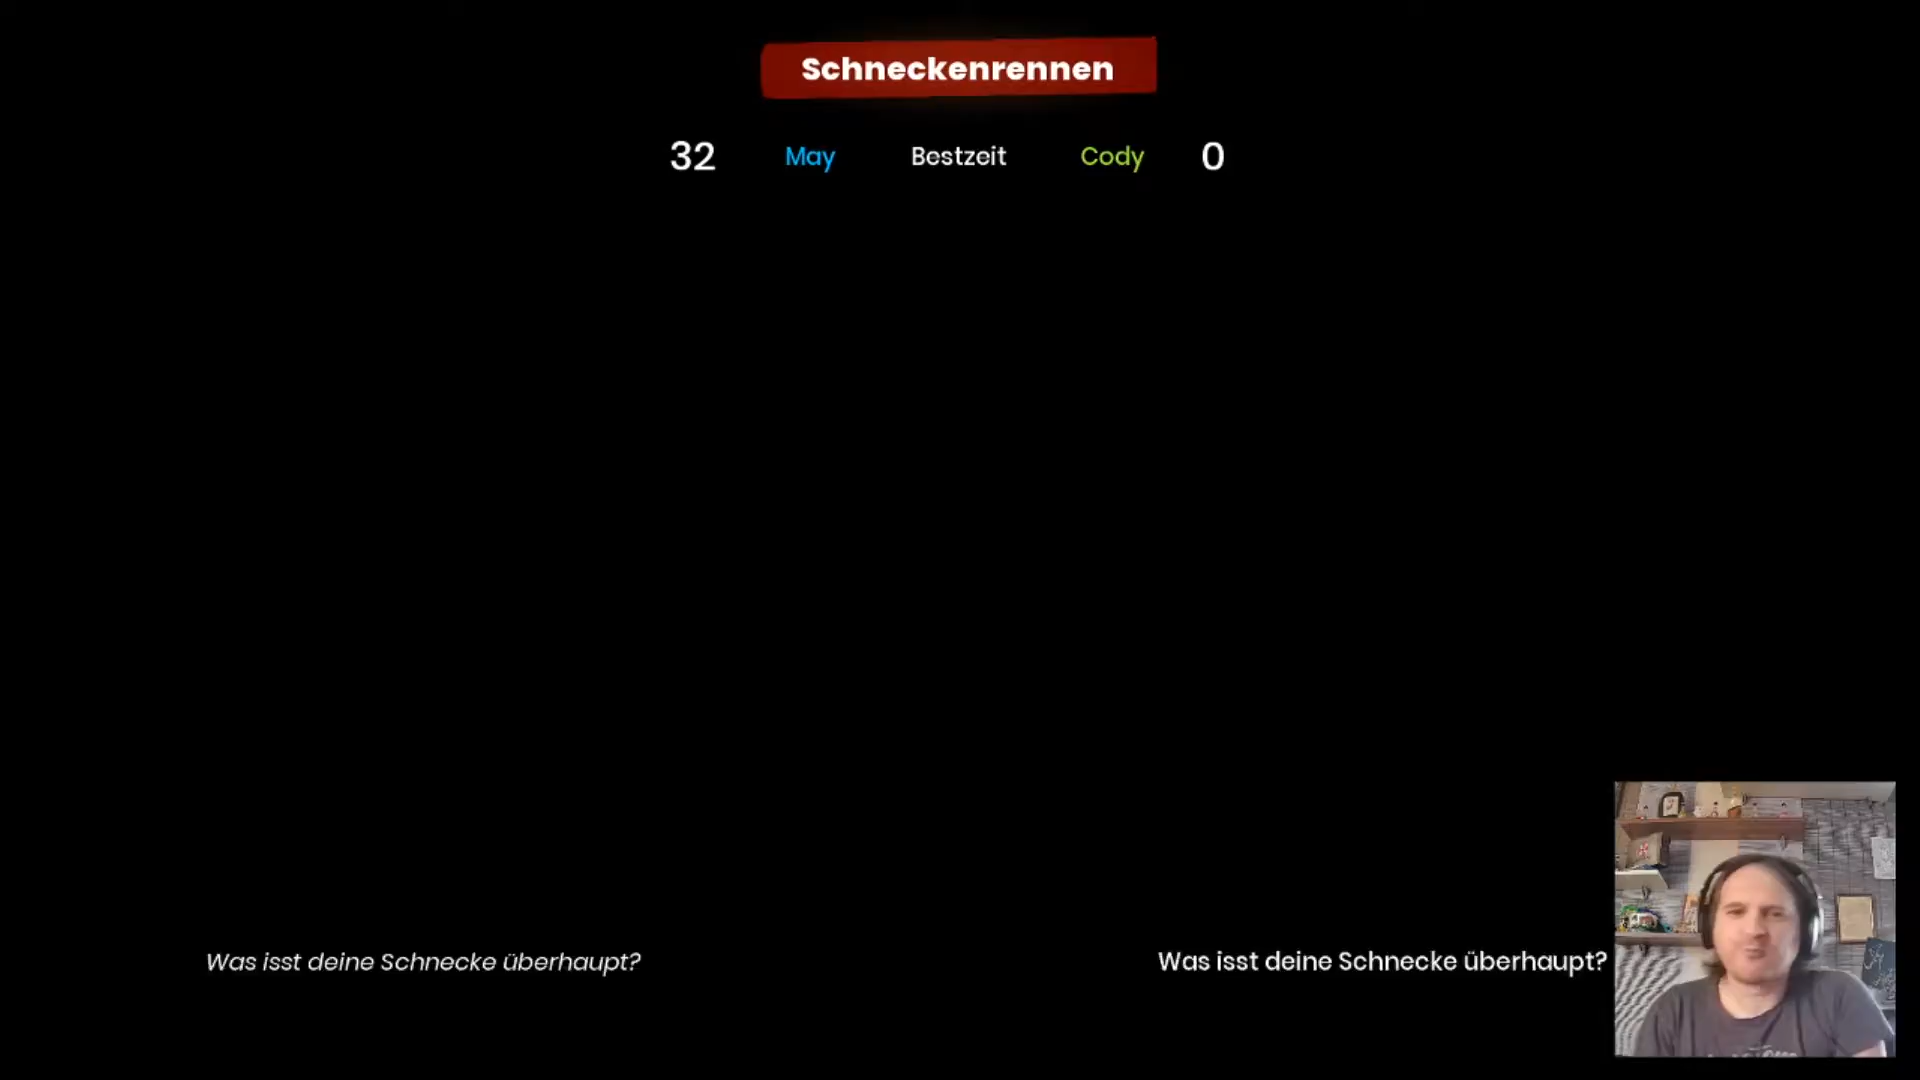 Schneckenrennen
32 May Bestzeit Cody 0
Was isst deine Schnecke überhaupt? Was isst deine Schnecke überhaupt?